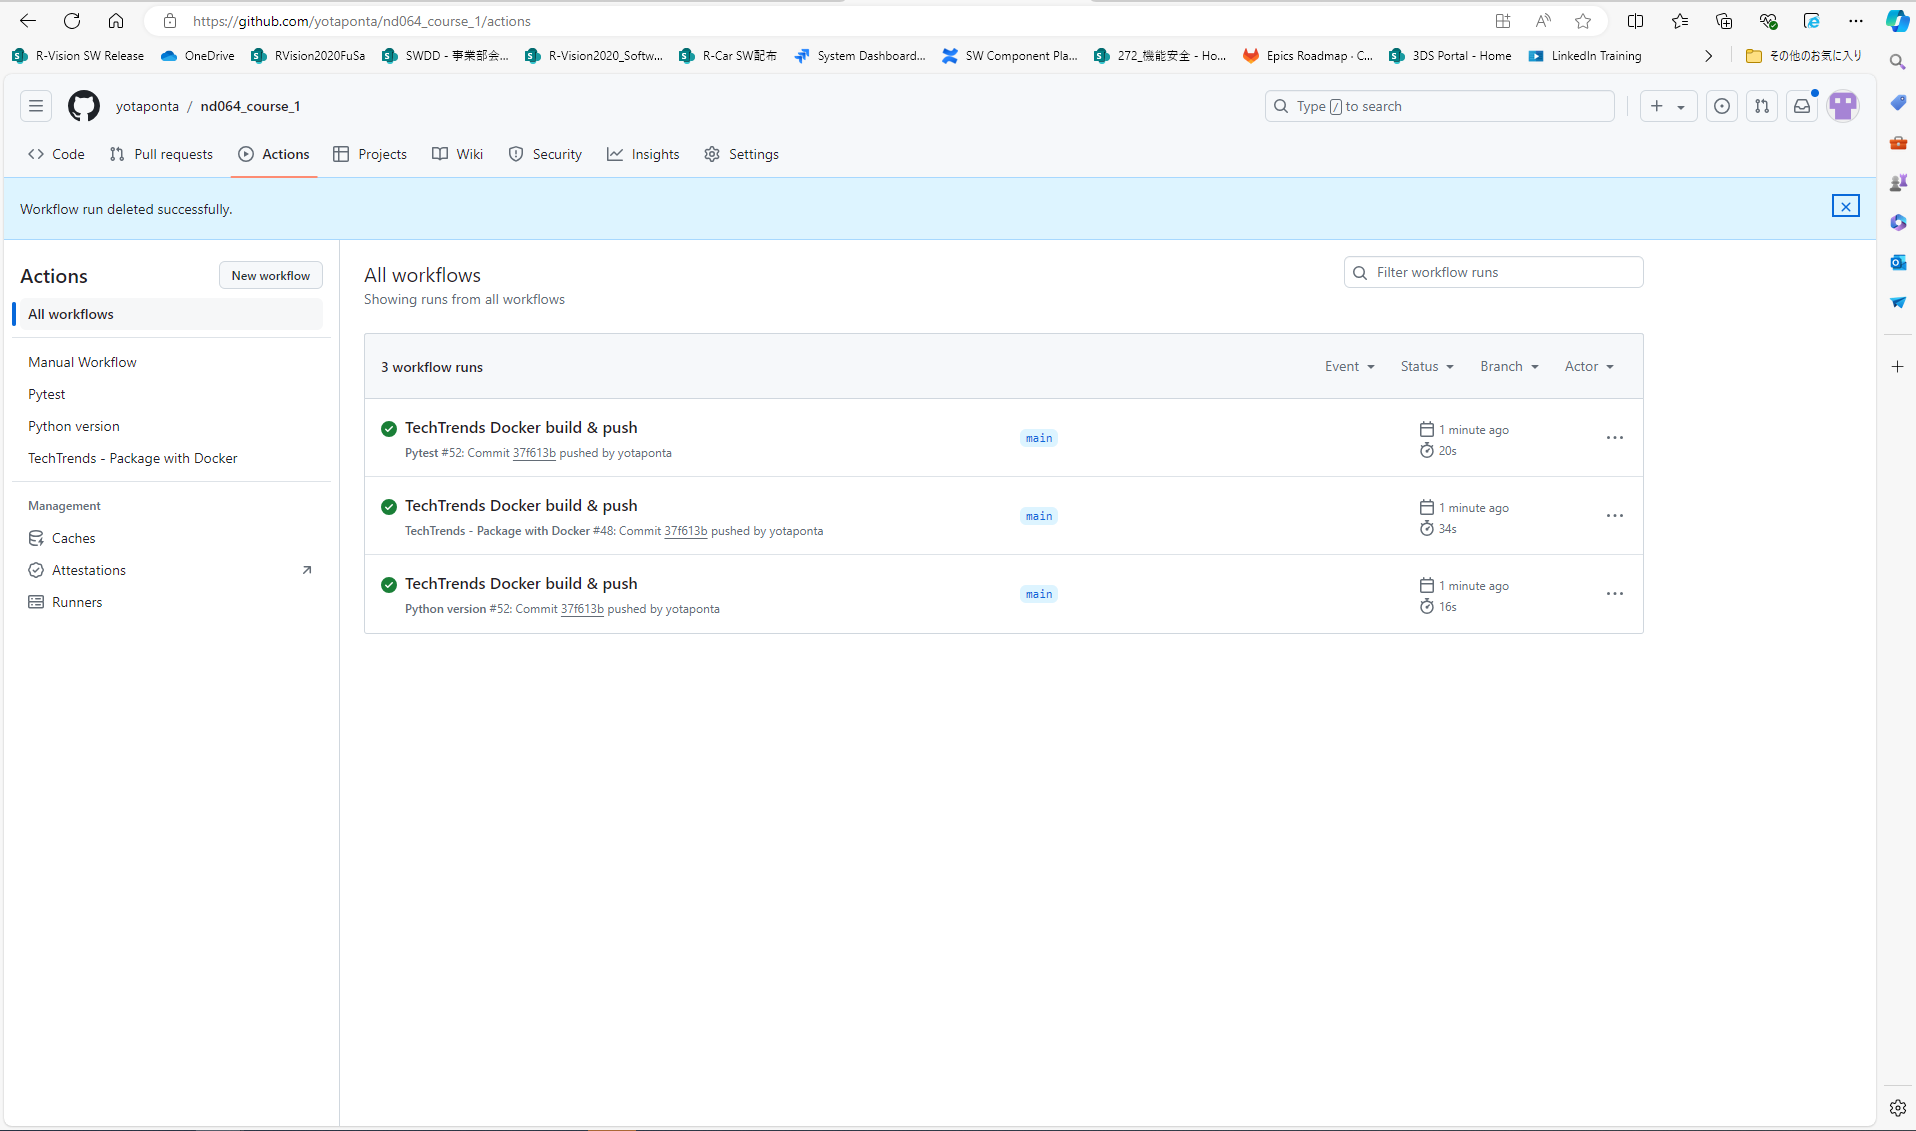 https://github.com/yotaponta/nd064_course_1/actions
R-Vision SW Release
OneDrive
RVision2020FuSa
SWDD - 事業部会...
R-Vision2020_Softw...
R-Car SW配布
System Dashboard...
SW Component Pla...
272_機能安全 - Ho...
Epics Roadmap · C...
3DS Portal - Home
LinkedIn Training
その他のお気に入り
yotaponta / nd064_course_1
Type / to search
Code
Pull requests
Actions
Projects
Wiki
Security
Insights
Settings
Workflow run deleted successfully.
Actions
New workflow
All workflows
Manual Workflow
Pytest
Python version
TechTrends - Package with Docker
Management
Caches
Attestations
Runners
All workflows
Showing runs from all workflows
Filter workflow runs
3 workflow runs
Event
Status
Branch
Actor
TechTrends Docker build & push
Pytest #52: Commit 37f613b pushed by yotaponta
main
1 minute ago
20s
TechTrends Docker build & push
TechTrends - Package with Docker #48: Commit 37f613b pushed by yotaponta
main
1 minute ago
34s
TechTrends Docker build & push
Python version #52: Commit 37f613b pushed by yotaponta
main
1 minute ago
16s